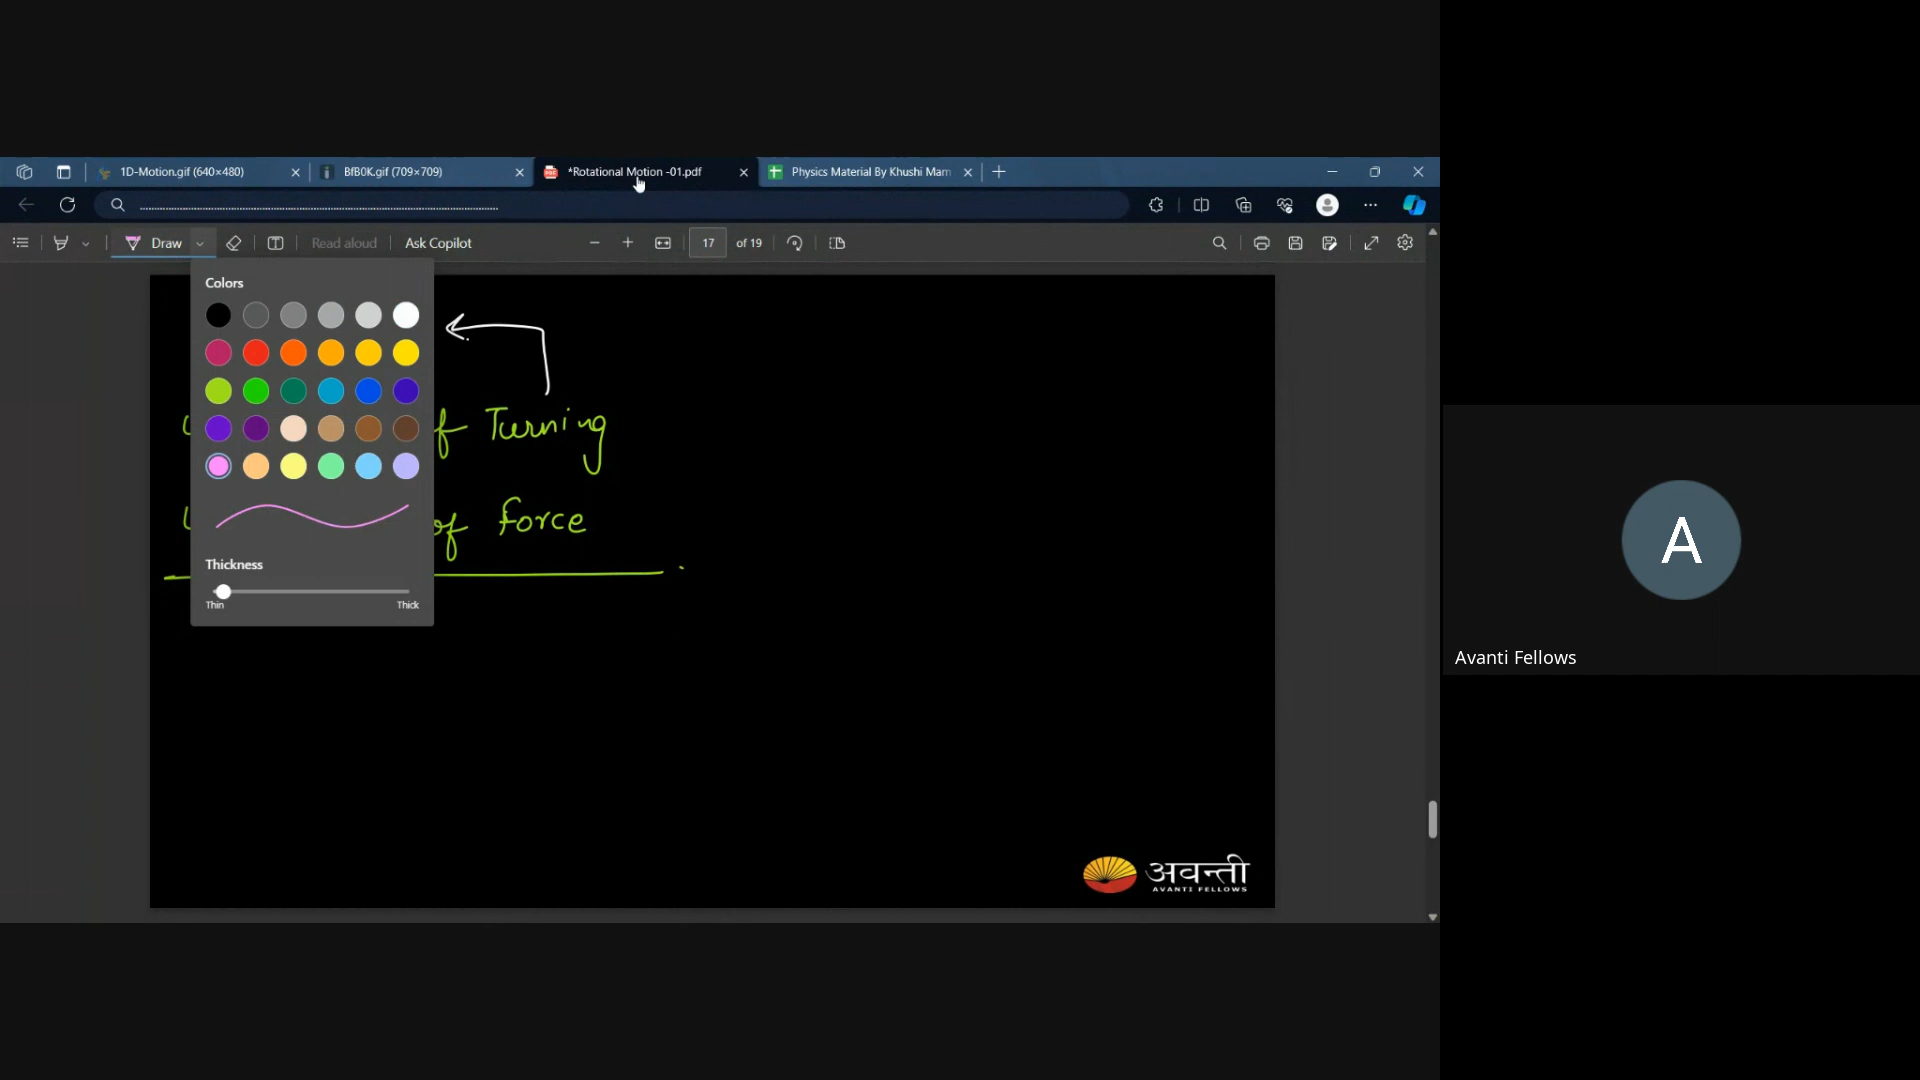 1D-Motion.gif (640×480)
BfB0K.gif (709×709)
*Rotational Motion -01.pdf
Physics Material By Khushi Mam
Draw
Read aloud
Ask Copilot
17
of 19
Colors
Turning
of force
Thickness
Thin
Thick
A
Avanti Fellows
अवन्ती
AVANTI FELLOWS